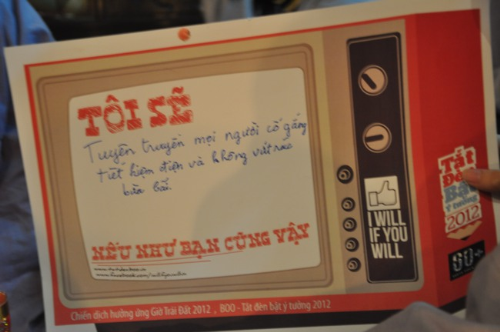 TÔI SẼ
Tuyên truyền mọi người cố gắng
tiết kiệm điện và không vứt rác
bừa bãi.
NẾU NHƯ BẠN CŨNG VẬY
I WILL
IF YOU
WILL
Tắt
Bật
ý tưởng
2012
60+
Chiến dịch hưởng ứng Giờ Trái Đất 2012 , BOO - Tắt đèn bật ý tưởng 2012